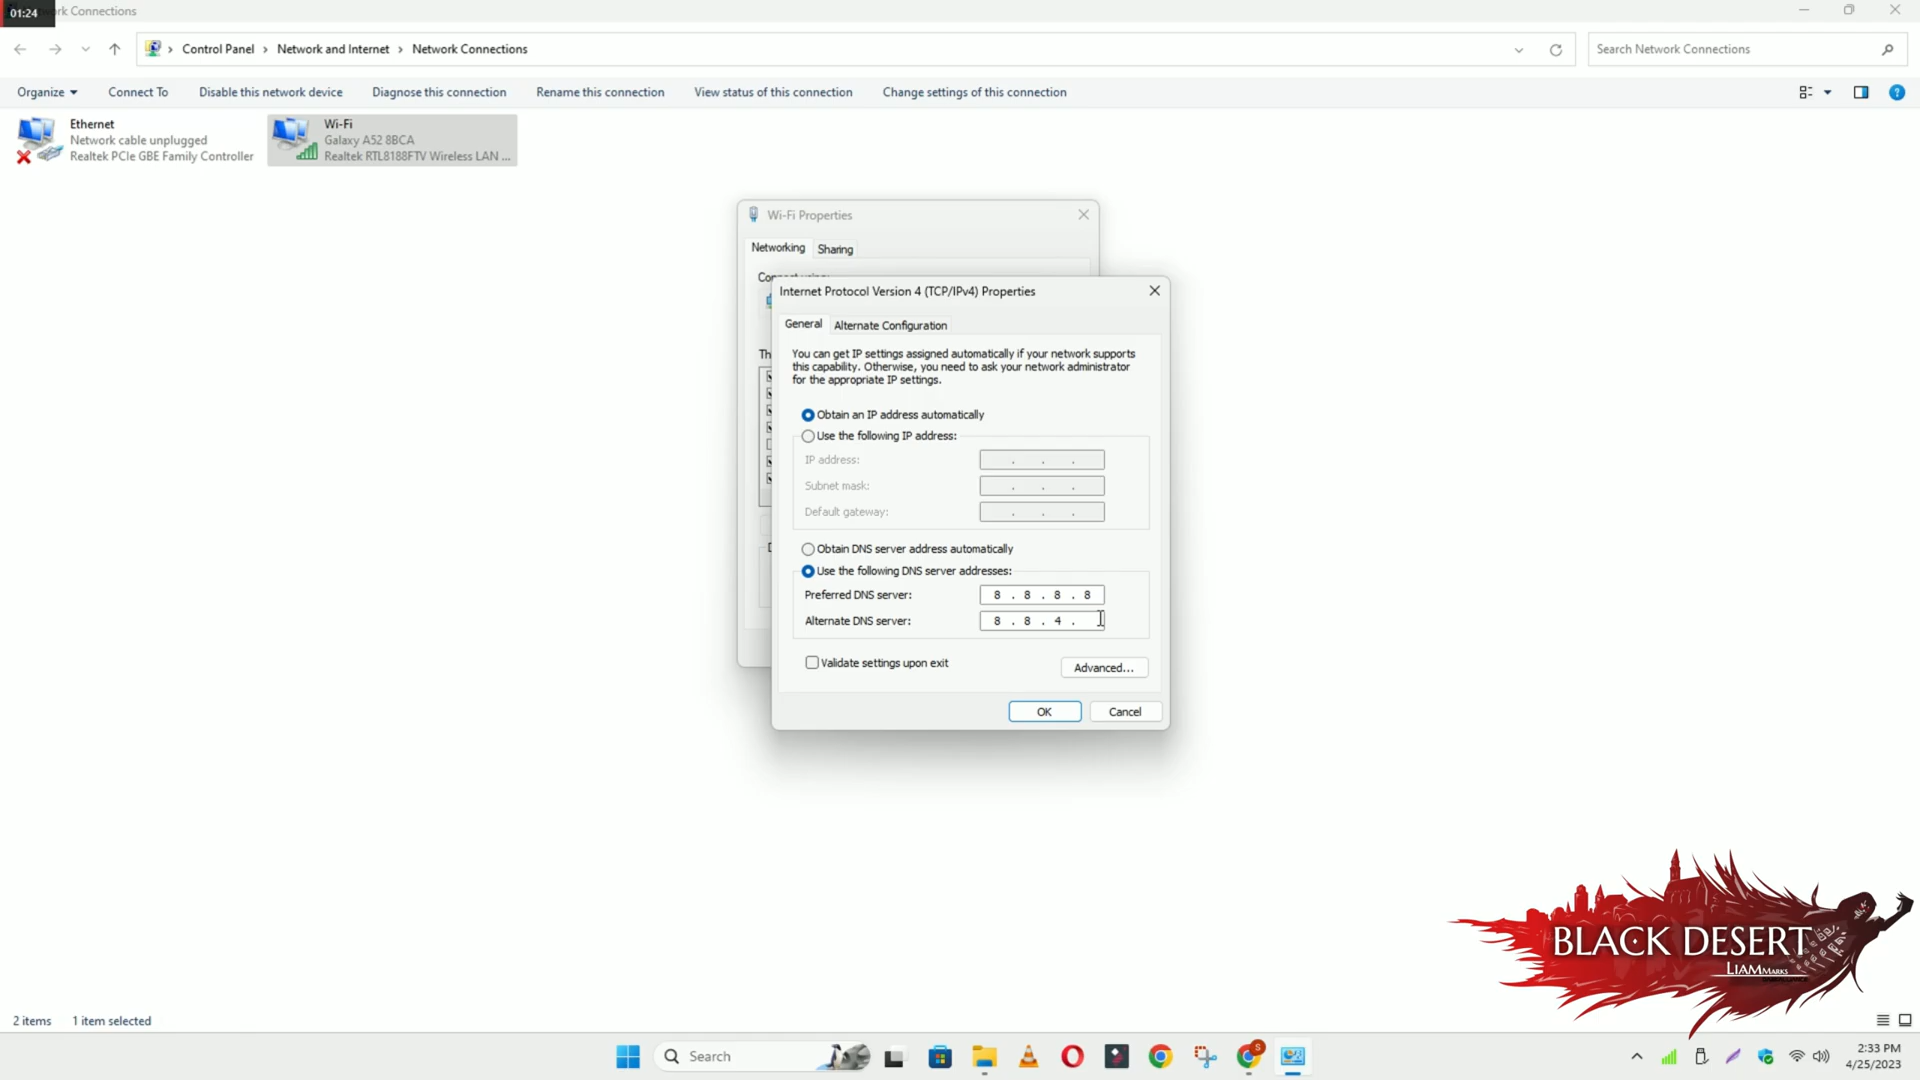 01:24
Network Connections
Control Panel > Network and Internet > Network Connections
Search Network Connections
Organize
Connect To
Disable this network device
Diagnose this connection
Rename this connection
View status of this connection
Change settings of this connection
Ethernet
Network cable unplugged
Realtek PCIe GBE Family Controller
Wi-Fi
Galaxy A52 8BCA
Realtek RTL8188FTV Wireless LAN ...
Wi-Fi Properties
Networking
Sharing
Connect using:
Internet Protocol Version 4 (TCP/IPv4) Properties
General
Alternate Configuration
Th
You can get IP settings assigned automatically if your network supports
this capability. Otherwise, you need to ask your network administrator
for the appropriate IP settings.
Obtain an IP address automatically
Use the following IP address:
IP address:
Subnet mask:
Default gateway:
Obtain DNS server address automatically
Use the following DNS server addresses:
Preferred DNS server: 8 . 8 . 8 . 8
Alternate DNS server: 8 . 8 . 4 .
Validate settings upon exit
Advanced...
OK
Cancel
BLACK DESERT
LIAM MARKS
2 items
1 item selected
Search
2:33 PM
4/25/2023